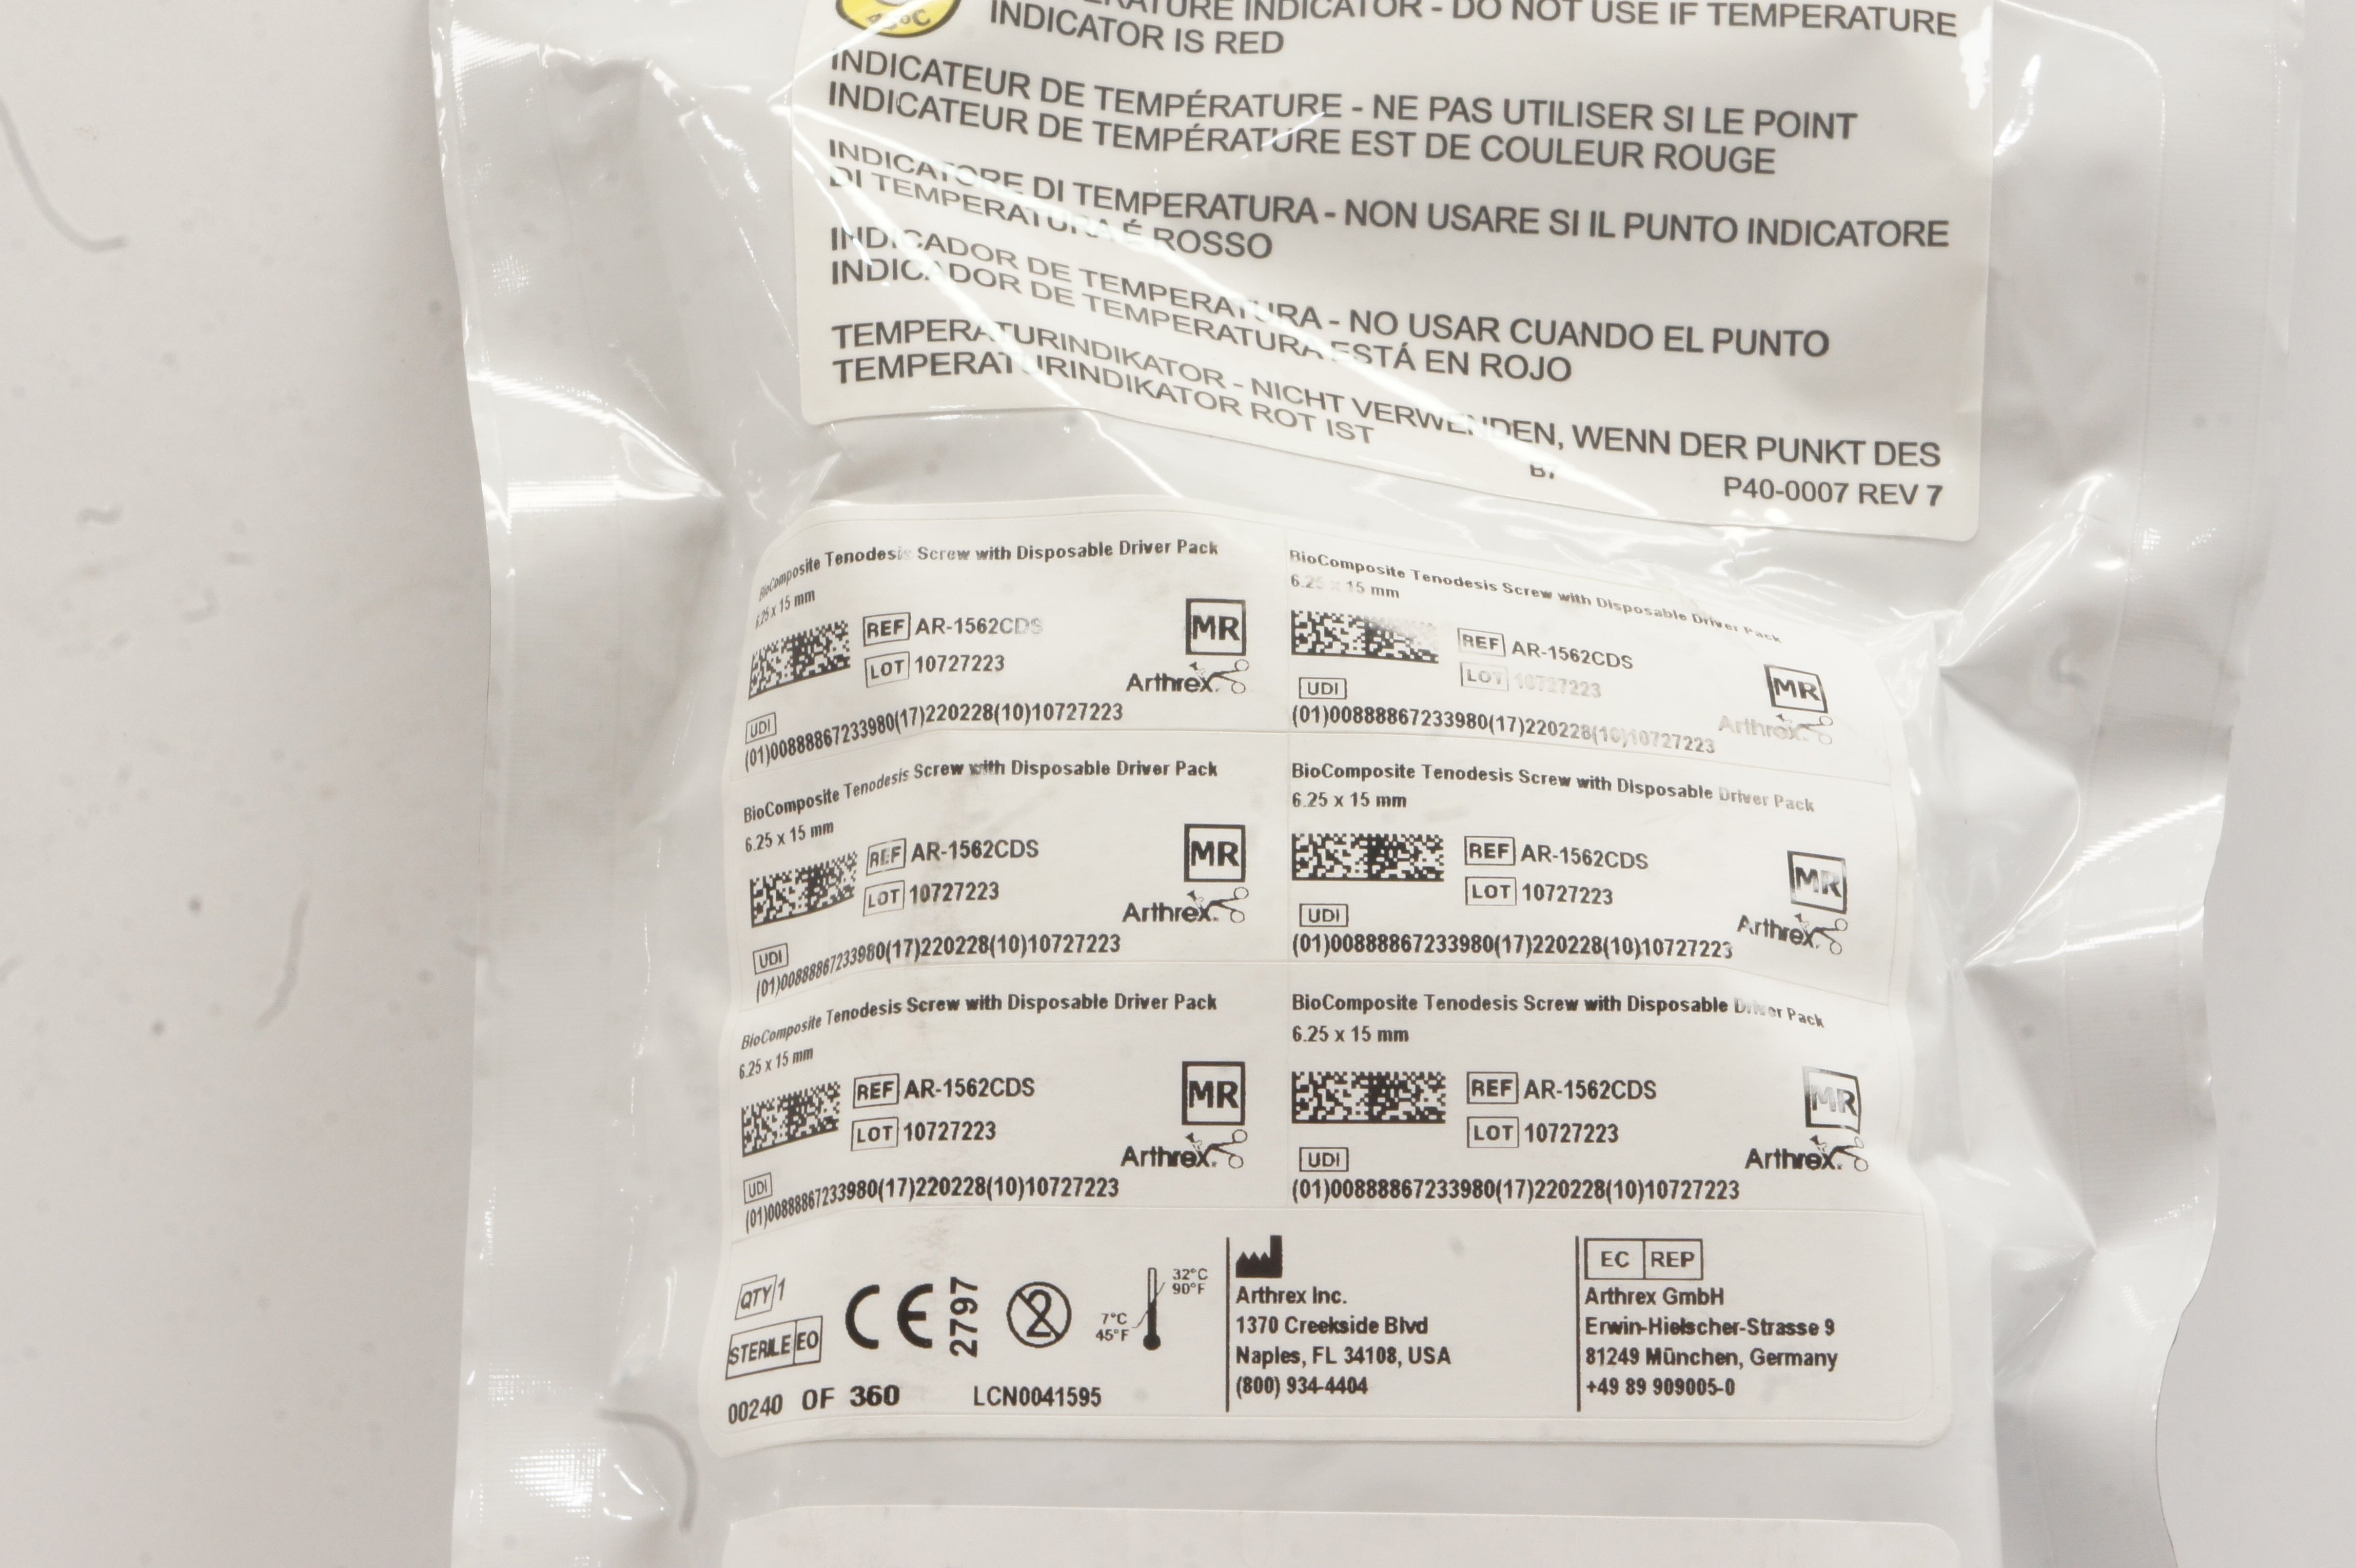 INDICATOR - DO NOT USE IF TEMPERATURE
INDICATOR IS RED
INDICATEUR DE TEMPÉRATURE - NE PAS UTILISER SI LE POINT
INDICATEUR DE TEMPÉRATURE EST DE COULEUR ROUGE
INDICATORE DI TEMPERATURA - NON USARE SI IL PUNTO INDICATORE
DI TEMPERATURA É ROSSO
INDICADOR DE TEMPERATURA - NO USAR CUANDO EL PUNTO
INDICADOR DE TEMPERATURA ESTÁ EN ROJO
TEMPERATURINDIKATOR - NICHT VERWENDEN, WENN DER PUNKT DES
TEMPERATURINDIKATOR ROT IST
P40-0007 REV 7
BioComposite Tenodesis Screw with Disposable Driver Pack
6.25 x 15 mm
REF AR-1562CDS
MR
LOT 10727223
Arthrex
UDI
(01)00888867233980(17)220228(10)10727223
BioComposite Tenodesis Screw with Disposable Driver Pack
6.25 x 15 mm
REF AR-1562CDS
MR
LOT 10727223
Arthrex
UDI
(01)00888867233980(17)220228(10)10727223
BioComposite Tenodesis Screw with Disposable Driver Pack
6.25 x 15 mm
REF AR-1562CDS
MR
LOT 10727223
Arthrex
UDI
(01)00888867233980(17)220228(10)10727223
BioComposite Tenodesis Screw with Disposable Driver Pack
6.25 x 15 mm
REF AR-1562CDS
MR
LOT 10727223
Arthrex
UDI
(01)00888867233980(17)220228(10)10727223
BioComposite Tenodesis Screw with Disposable Driver Pack
6.25 x 15 mm
REF AR-1562CDS
MR
LOT 10727223
Arthrex.
UDI
(01)00888867233980(17)220228(10)10727223
BioComposite Tenodesis Screw with Disposable Driver Pack
6.25 x 15 mm
REF AR-1562CDS
MR
LOT 10727223
Arthrex.
UDI
(01)00888867233980(17)220228(10)10727223
QTY 1
STERILE EO
CE 2797
2
32°C
90°F
7°C
45°F
00240 OF 360 LCN0041595
Arthrex Inc.
1370 Creekside Blvd
Naples, FL 34108, USA
(800) 934-4404
EC REP
Arthrex GmbH
Erwin-Hielscher-Strasse 9
81249 München, Germany
+49 89 909005-0